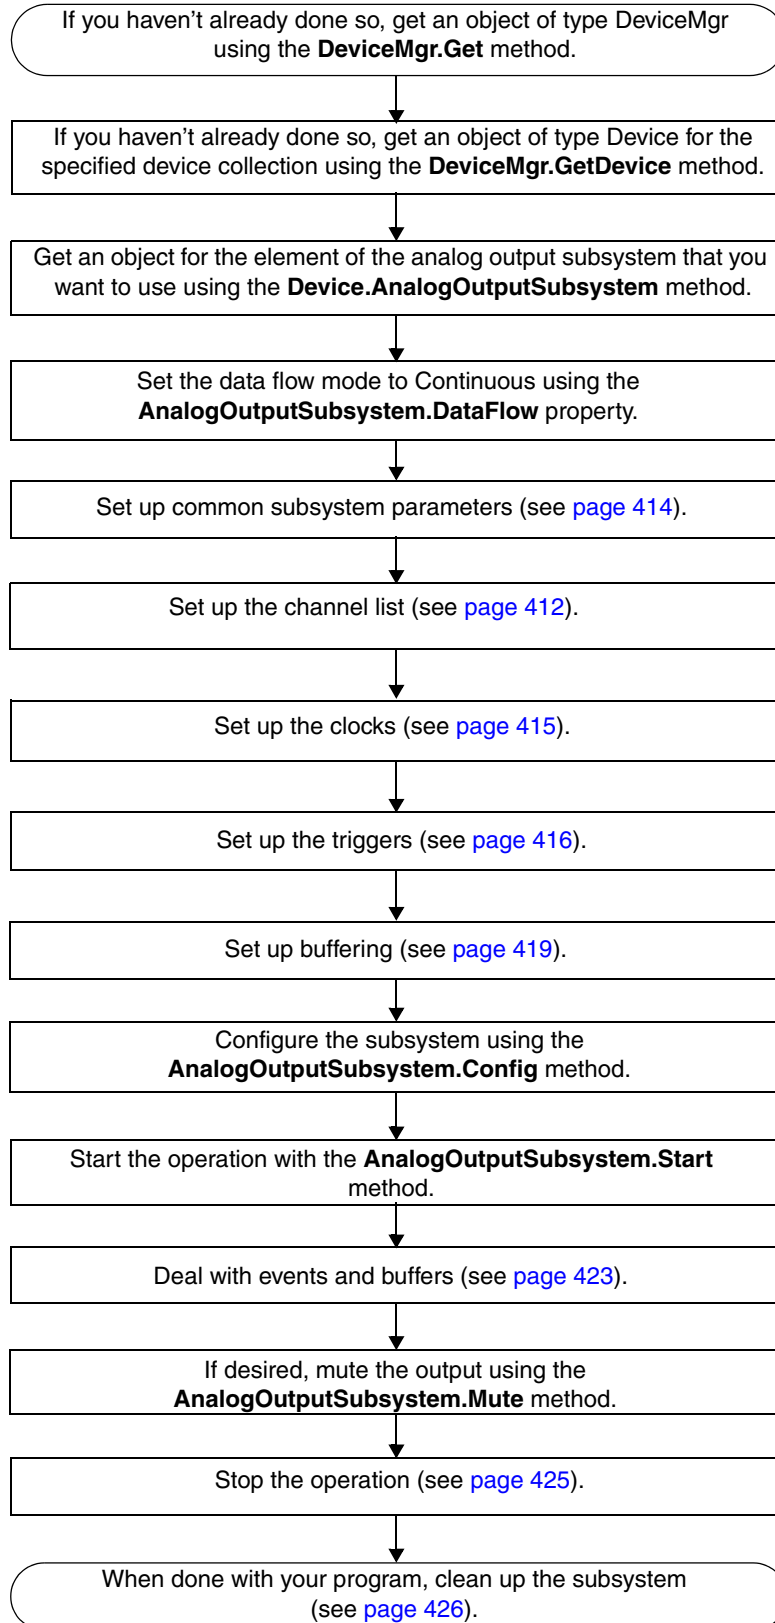 If you haven't already done so, get an object of type DeviceMgr
using the DeviceMgr.Get method.
If you haven't already done so, get an object of type Device for the
specified device collection using the DeviceMgr.GetDevice method.
Get an object for the element of the analog output subsystem that you
want to use using the Device.AnalogOutputSubsystem method.
Set the data flow mode to Continuous using the
AnalogOutputSubsystem.DataFlow property.
Set up common subsystem parameters (see page 414).
Set up the channel list (see page 412).
Set up the clocks (see page 415).
Set up the triggers (see page 416).
Set up buffering (see page 419).
Configure the subsystem using the
AnalogOutputSubsystem.Config method.
Start the operation with the AnalogOutputSubsystem.Start
method.
Deal with events and buffers (see page 423).
If desired, mute the output using the
AnalogOutputSubsystem.Mute method.
Stop the operation (see page 425).
When done with your program, clean up the subsystem
(see page 426).